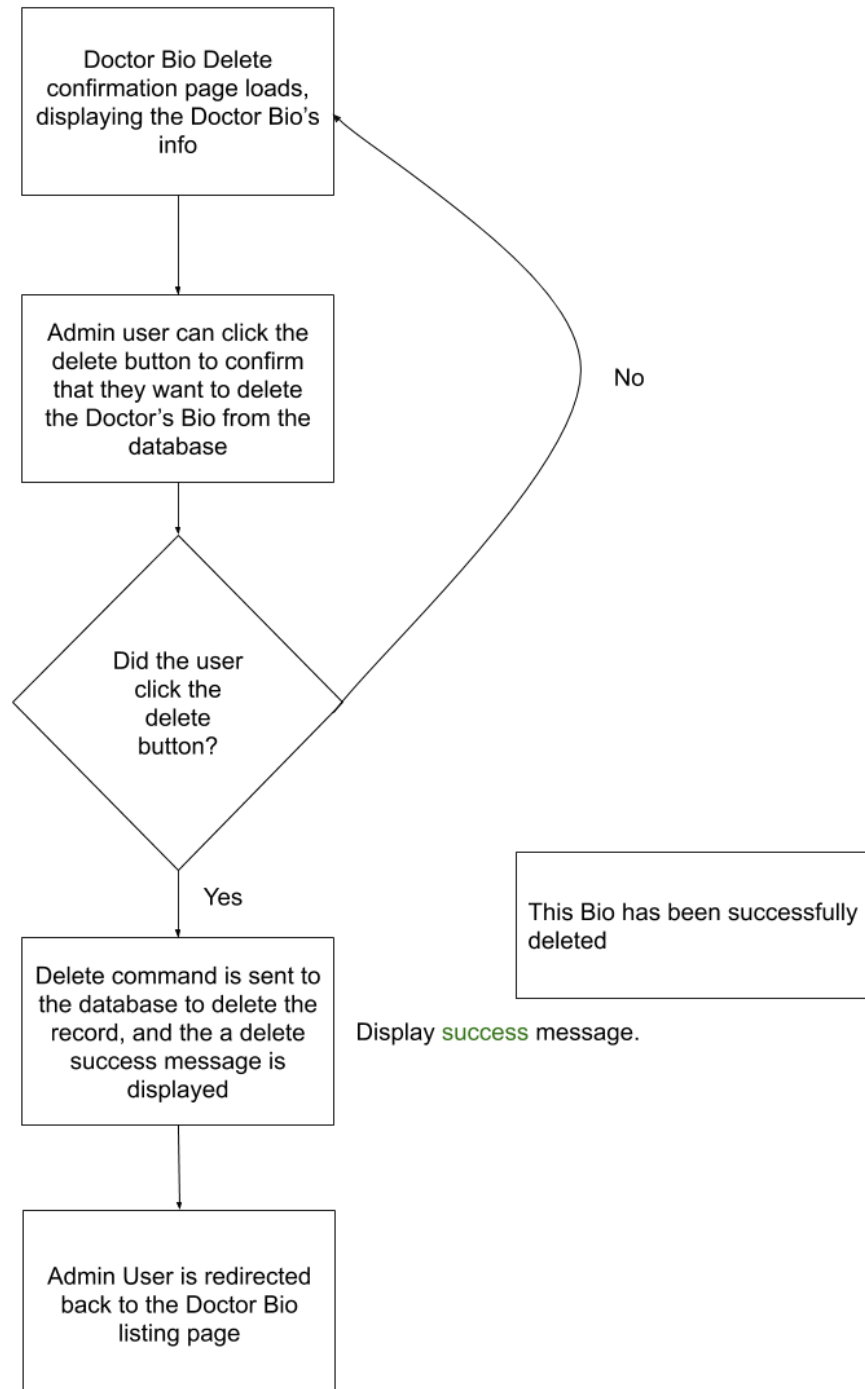 Doctor Bio Delete
confirmation page loads,
displaying the Doctor Bio’s
info
Admin user can click the
delete button to confirm
that they want to delete
the Doctor’s Bio from the
database
No
Did the user
click the
delete
button?
Yes
This Bio has been successfully
deleted
Delete command is sent to
the database to delete the
record, and the a delete
success message is
displayed
Display success message.
Admin User is redirected
back to the Doctor Bio
listing page